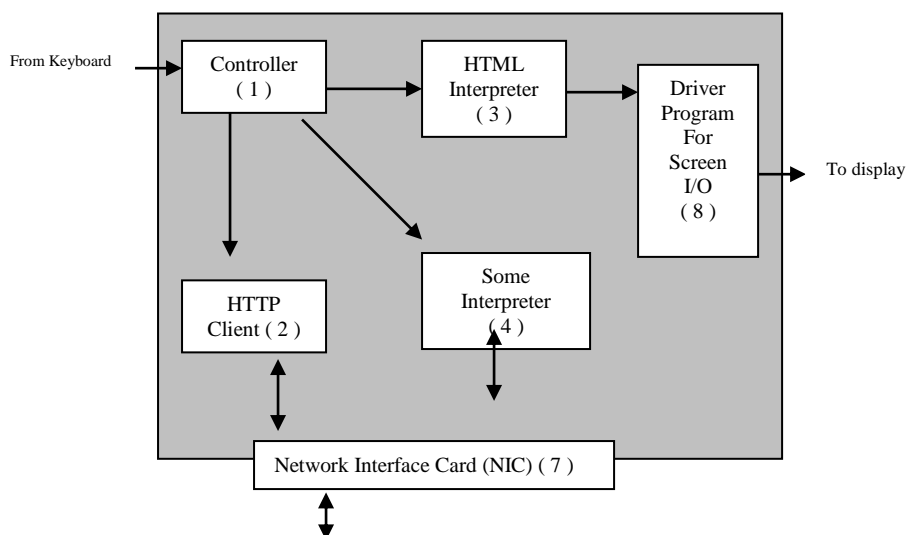 From Keyboard
Controller
( 1 )
HTML
Interpreter
( 3 )
Driver
Program
For
Screen
I/O
( 8 )
To display
HTTP
Client ( 2 )
Some
Interpreter
( 4 )
Network Interface Card (NIC) ( 7 )